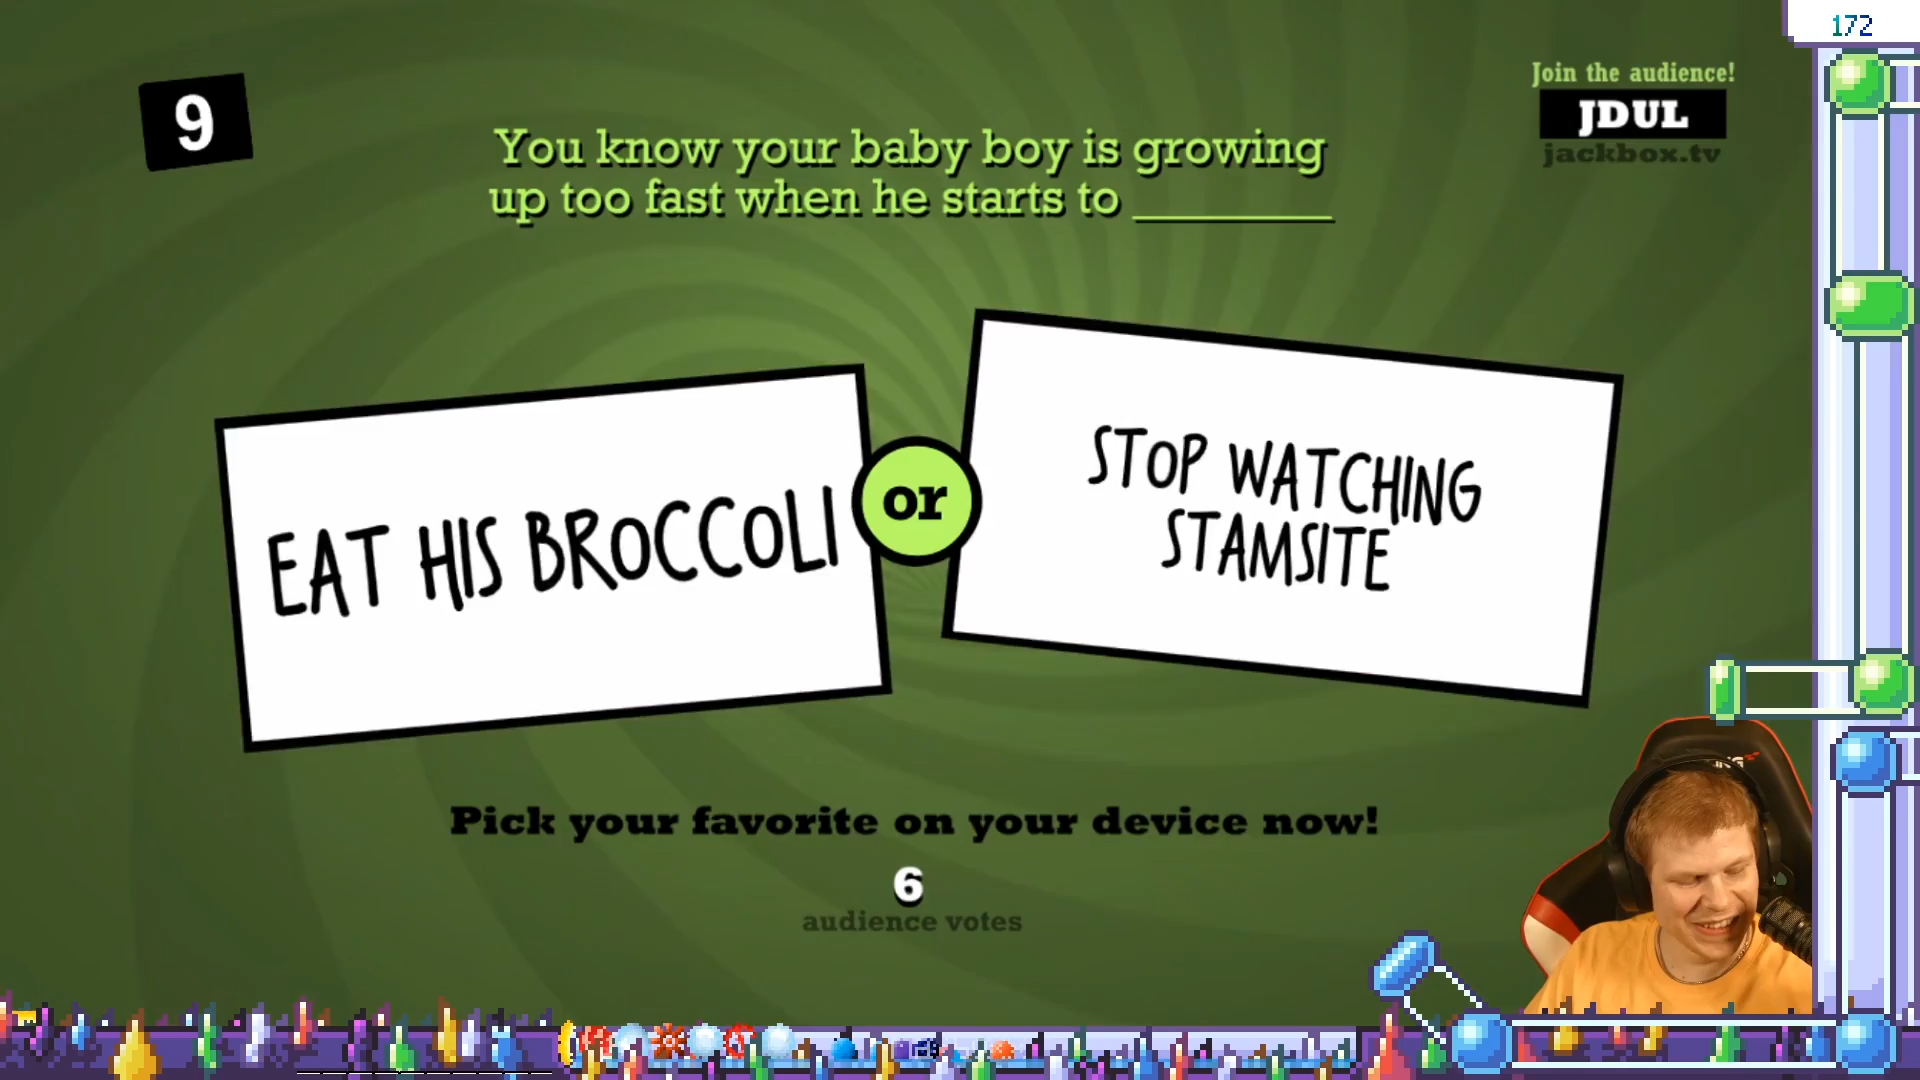 172
9
Join the audience!
JDUL
jackbox.tv
You know your baby boy is growing
up too fast when he starts to __________
EAT HIS BROCCOLI
or
STOP WATCHING
STAMSITE
Pick your favorite on your device now!
6
audience votes